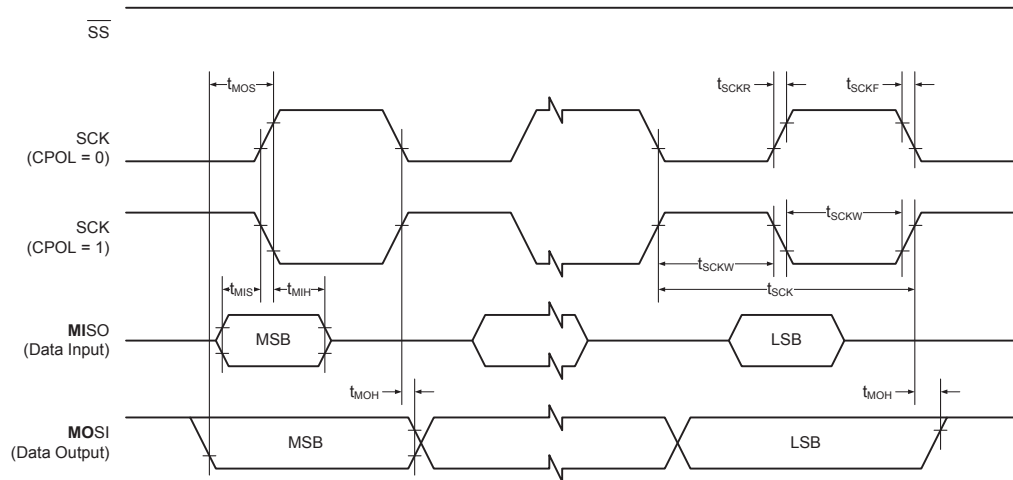 SS
tMOS
tSCKR
tSCKF
SCK
(CPOL = 0)
SCK
(CPOL = 1)
tSCKW
tSCKW
tSCK
tMIS
tMIH
MISO
(Data Input)
MSB
LSB
tMOH
tMOH
MOSI
(Data Output)
MSB
LSB